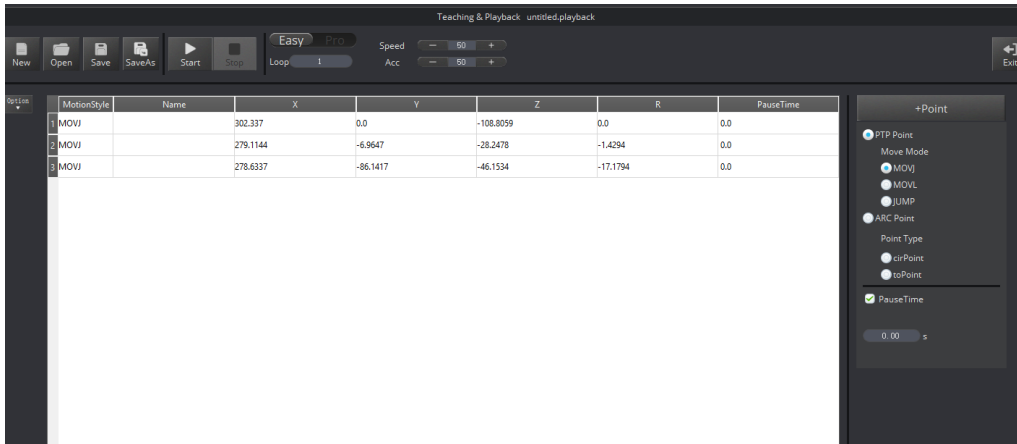 Teaching & Playback untitled.playback
New Open Save SaveAs Start Stop Easy Pro Loop 1 Speed − 50 + Acc − 50 + Exit
Option
MotionStyle Name X Y Z R PauseTime
1 MOVJ 302.337 0.0 -108.8059 0.0 0.0
2 MOVJ 279.1144 -6.9647 -28.2478 -1.4294 0.0
3 MOVJ 278.6337 -86.1417 -46.1534 -17.1794 0.0
+Point
PTP Point
Move Mode
MOVJ
MOVL
JUMP
ARC Point
Point Type
cirPoint
toPoint
PauseTime
0.00 s